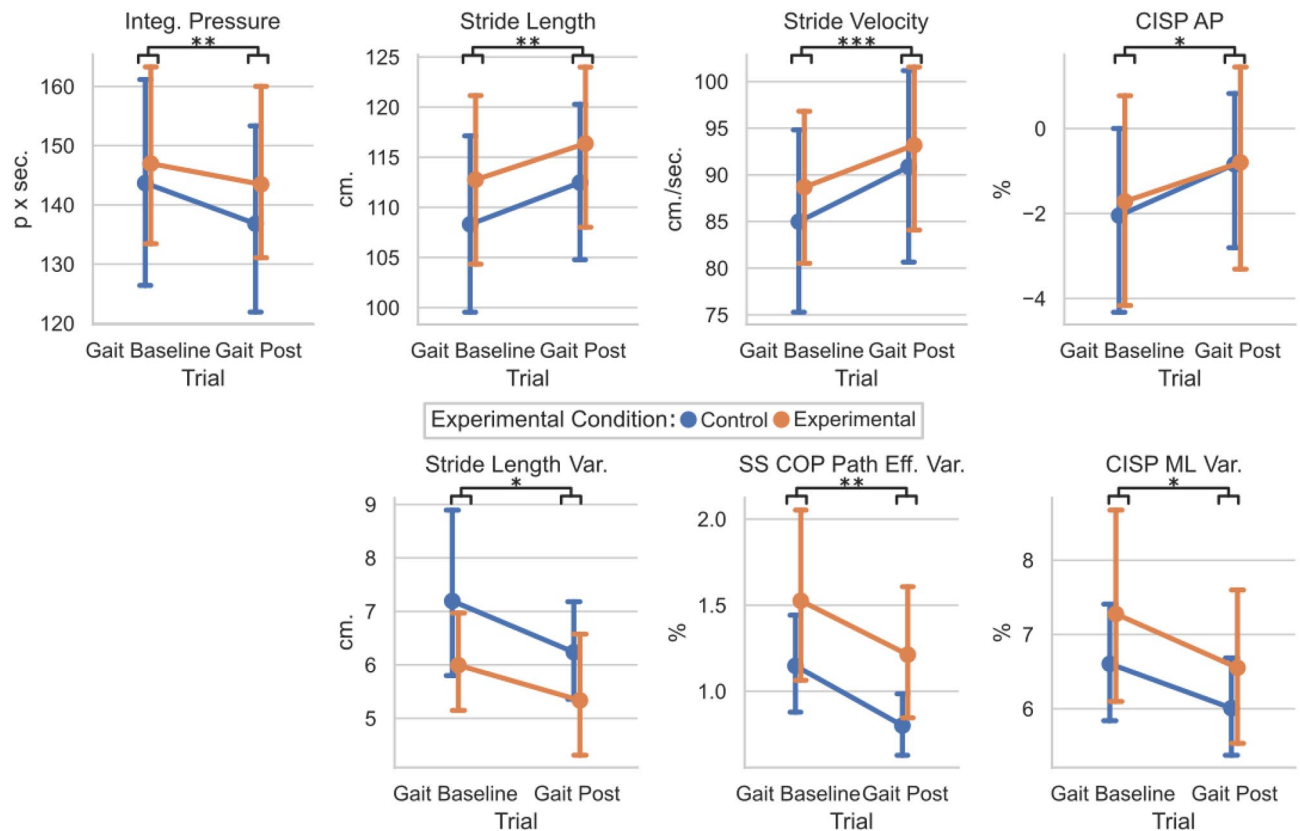 Integ. Pressure
**
160
150
140
130
120
p x sec.
Gait Baseline Gait Post
Trial
Stride Length
**
125
120
115
110
105
100
cm.
Gait Baseline Gait Post
Trial
Stride Velocity
***
100
95
90
85
80
75
cm./sec.
Gait Baseline Gait Post
Trial
CISP AP
*
0
−2
−4
%
Gait Baseline Gait Post
Trial
Experimental Condition: Control Experimental
Stride Length Var.
*
9
8
7
6
5
cm.
Gait Baseline Gait Post
Trial
SS COP Path Eff. Var.
**
2.0
1.5
1.0
%
Gait Baseline Gait Post
Trial
CISP ML Var.
*
8
7
6
%
Gait Baseline Gait Post
Trial